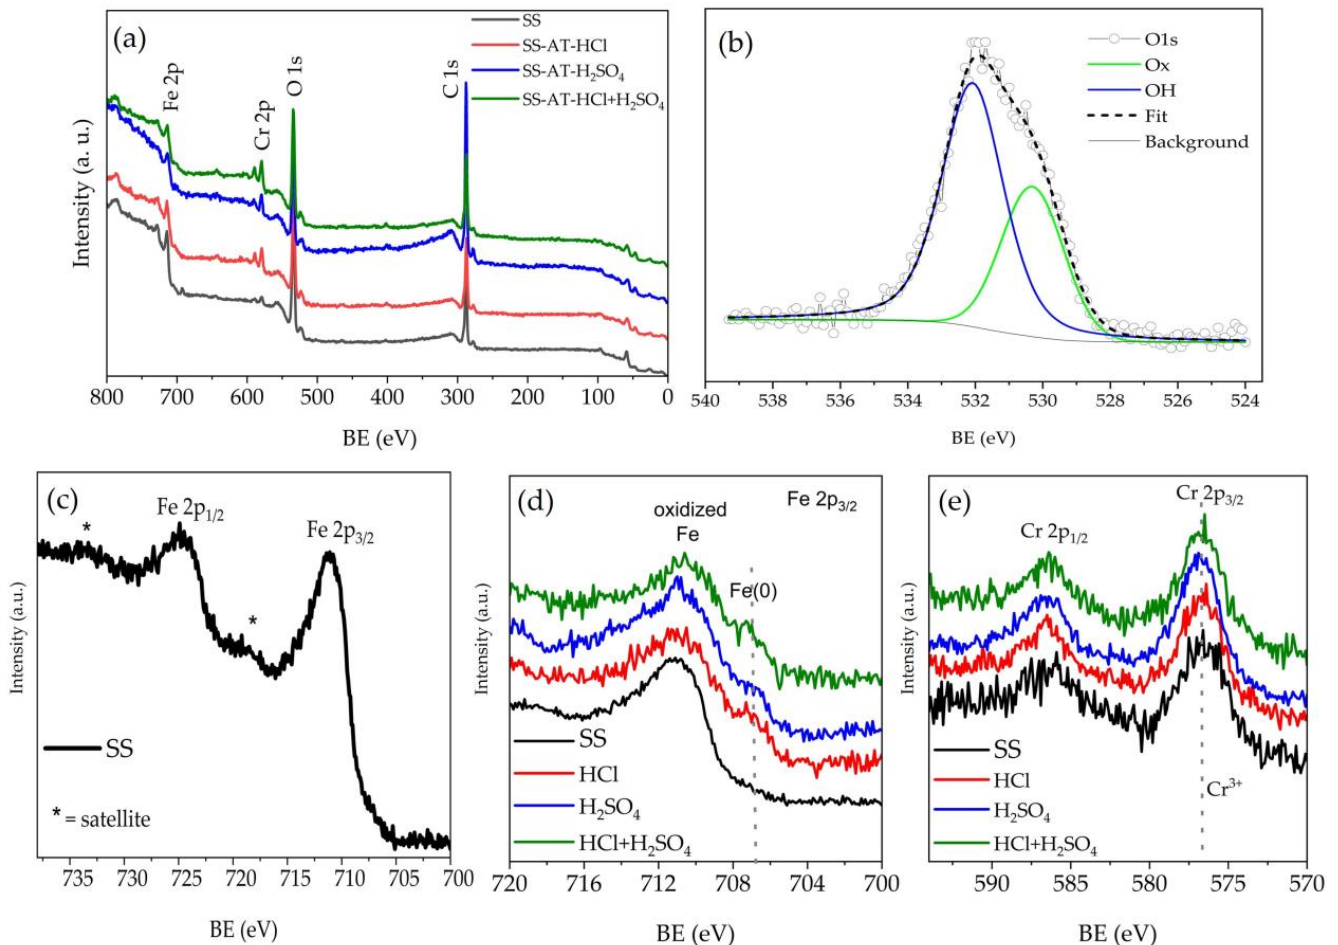 (a)
SS
SS-AT-HCl
SS-AT-H₂SO₄
SS-AT-HCl+H₂SO₄
Fe 2p
Cr 2p
O 1s
C 1s
Intensity (a. u.)
800 700 600 500 400 300 200 100 0
BE (eV)
(b)
O1s
Ox
OH
Fit
Background
540 538 536 534 532 530 528 526 524
BE (eV)
(c)
Fe 2p₁/₂
Fe 2p₃/₂
*
*
SS
* = satellite
Intensity (a.u.)
735 730 725 720 715 710 705 700
BE (eV)
(d)
oxidized
Fe
Fe 2p₃/₂
Fe(0)
SS
HCl
H₂SO₄
HCl+H₂SO₄
Intensity (a.u.)
720 716 712 708 704 700
BE (eV)
(e)
Cr 2p₃/₂
Cr 2p₁/₂
SS
HCl
H₂SO₄
HCl+H₂SO₄
Cr³⁺
Intensity (a.u.)
590 585 580 575 570
BE (eV)